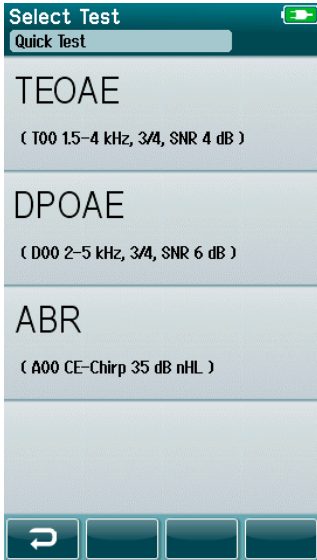 Select Test
Quick Test
TEOAE
( T00 1.5-4 kHz, 3/4, SNR 4 dB )
DPOAE
( D00 2-5 kHz, 3/4, SNR 6 dB )
ABR
( A00 CE-Chirp 35 dB nHL )